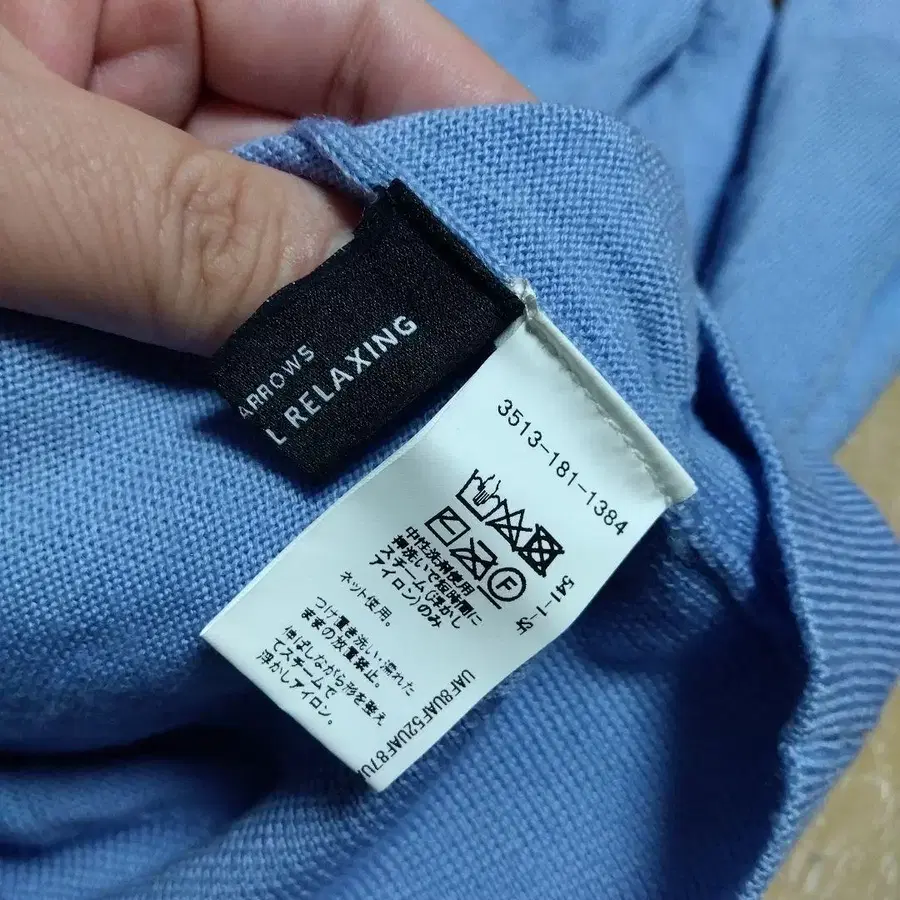 ARROWS
L RELAXING
3513-181-1384
中性洗剤使用
押洗いで短時間に
スチーム(浮かし
アイロン)のみ
ネット使用。
つけ置き洗い・濡れた
ままの放置禁止。
伸ばしながら形を整え
てスチームで
浮かしアイロン。
F
UAF8UAF52UAF87U